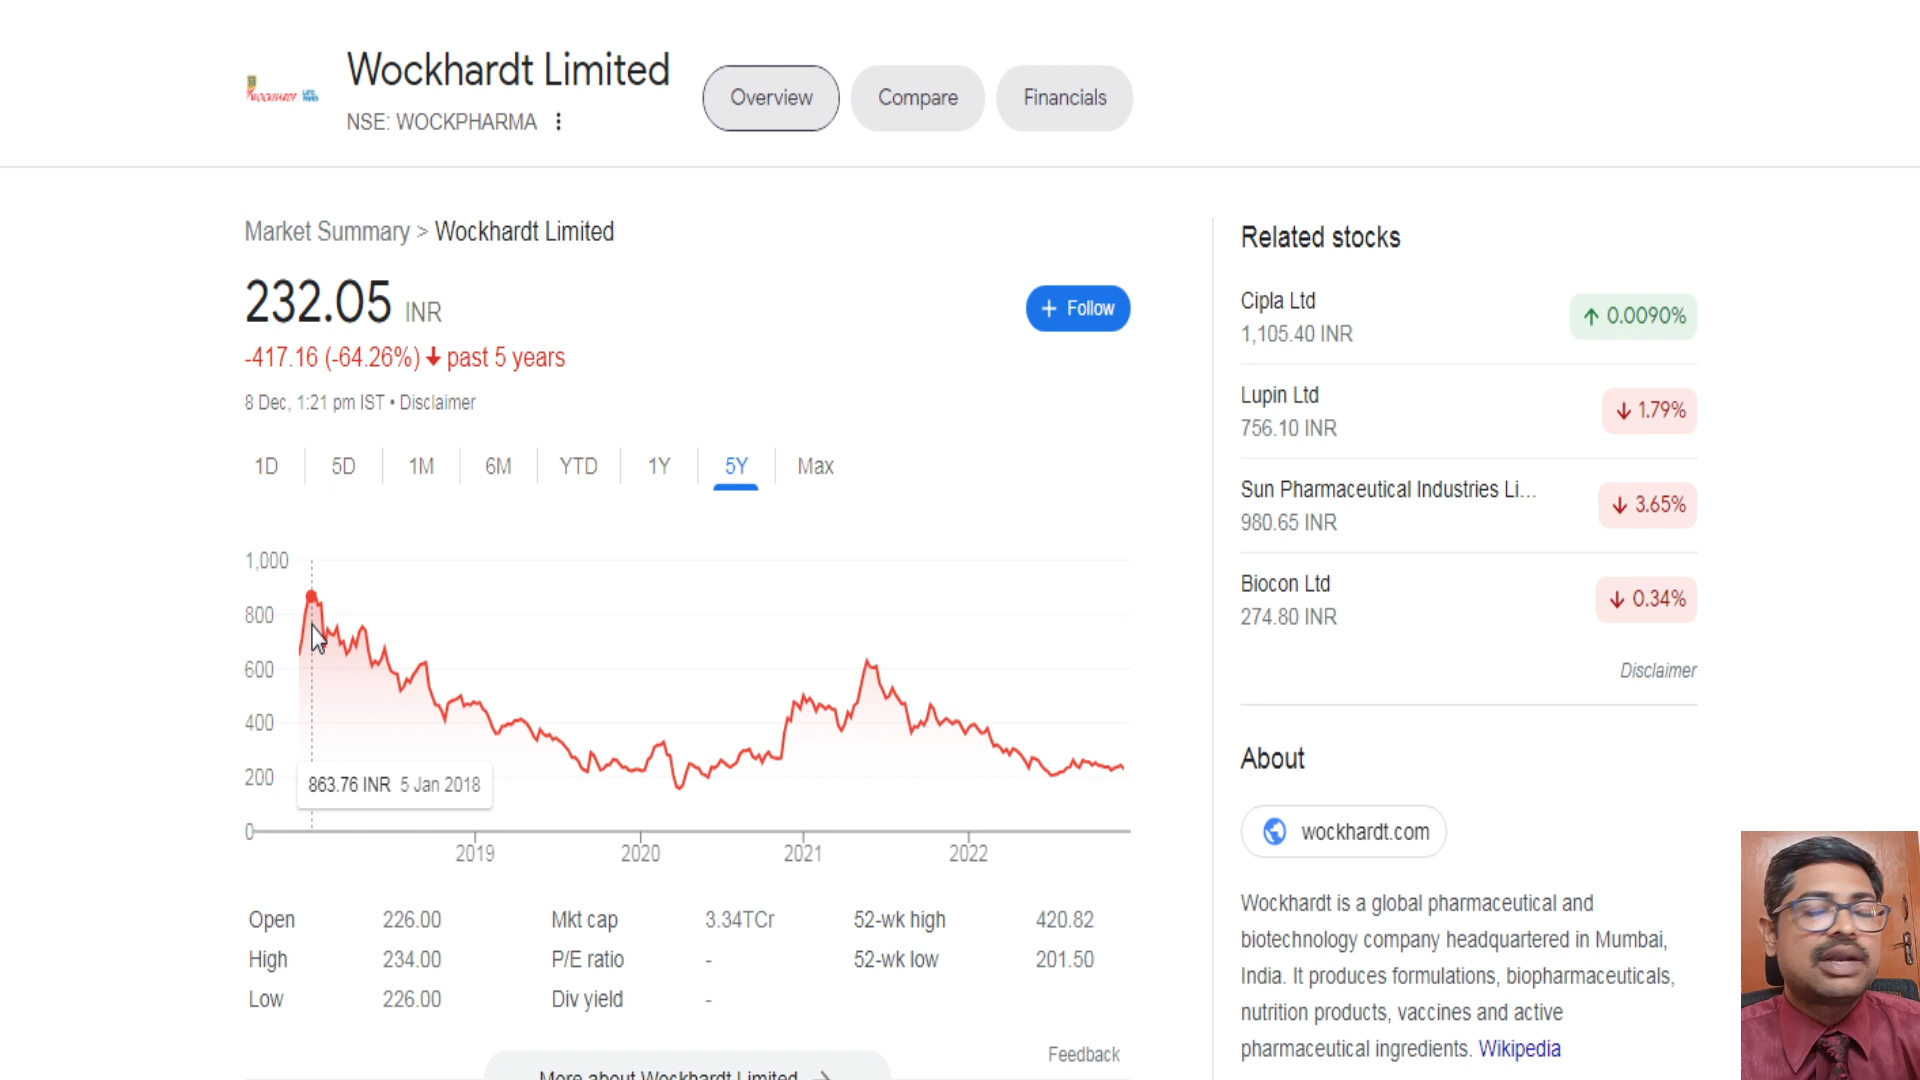 WOCKHARDT
Wockhardt Limited
NSE: WOCKPHARMA
Overview
Compare
Financials
Market Summary > Wockhardt Limited
232.05 INR
+ Follow
-417.16 (-64.26%) ↓ past 5 years
8 Dec, 1:21 pm IST • Disclaimer
1D 5D 1M 6M YTD 1Y 5Y Max
1,000
800
600
400
200
0
863.76 INR 5 Jan 2018
2019 2020 2021 2022
Open 226.00 Mkt cap 3.34TCr 52-wk high 420.82
High 234.00 P/E ratio - 52-wk low 201.50
Low 226.00 Div yield -
Feedback
More about Wockhardt Limited →
Related stocks
Cipla Ltd
1,105.40 INR
↑ 0.0090%
Lupin Ltd
756.10 INR
↓ 1.79%
Sun Pharmaceutical Industries Li...
980.65 INR
↓ 3.65%
Biocon Ltd
274.80 INR
↓ 0.34%
Disclaimer
About
wockhardt.com
Wockhardt is a global pharmaceutical and
biotechnology company headquartered in Mumbai,
India. It produces formulations, biopharmaceuticals,
nutrition products, vaccines and active
pharmaceutical ingredients. Wikipedia